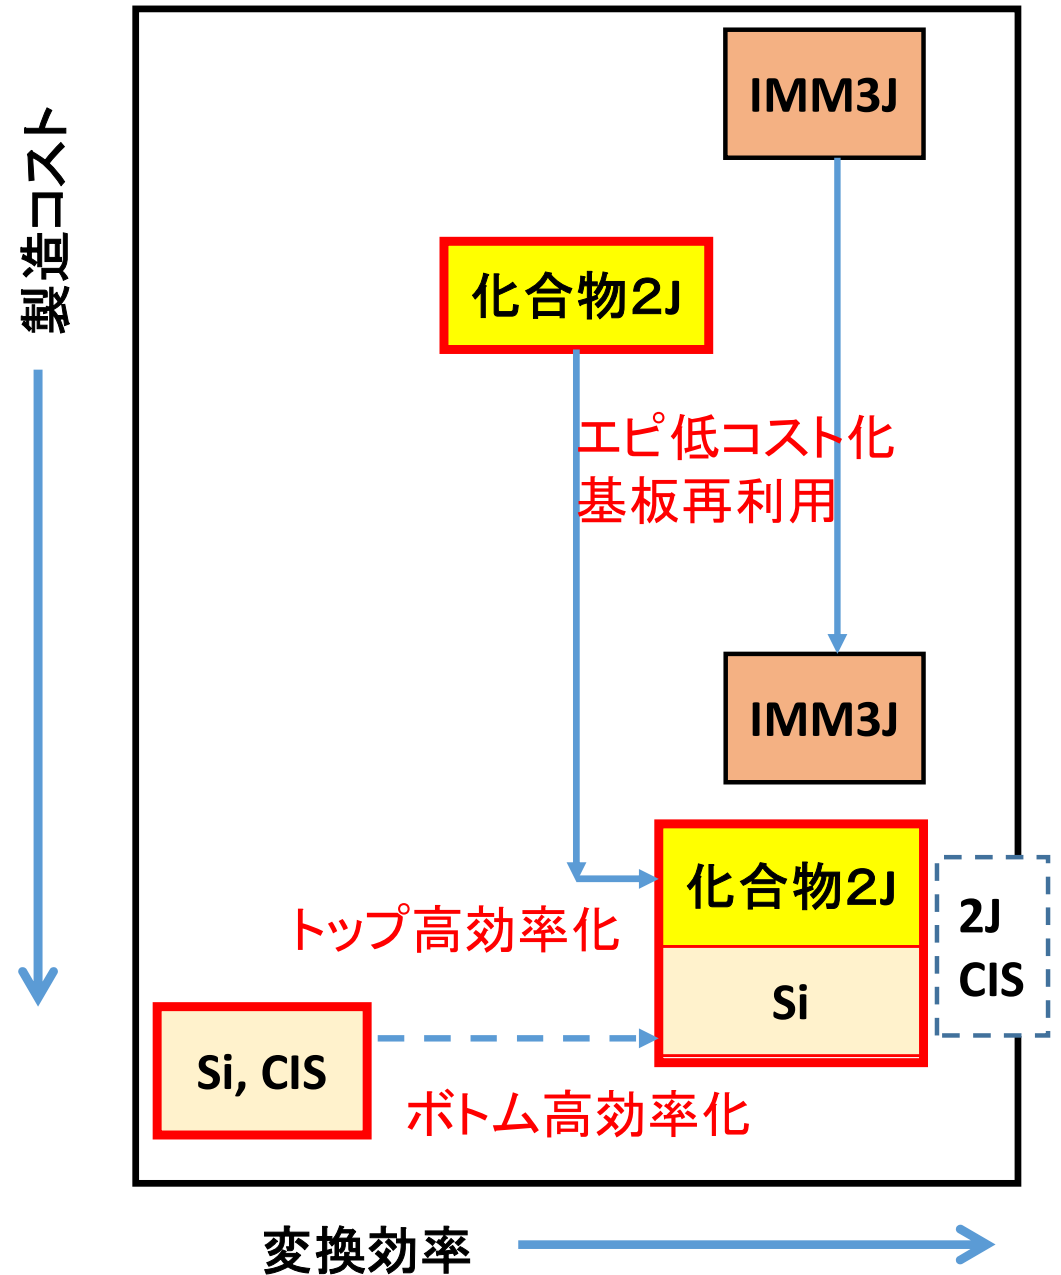 製造コスト
IMM3J
化合物2J
エピ低コスト化
基板再利用
IMM3J
化合物2J
Si
2J
CIS
トップ高効率化
Si, CIS
ボトム高効率化
変換効率